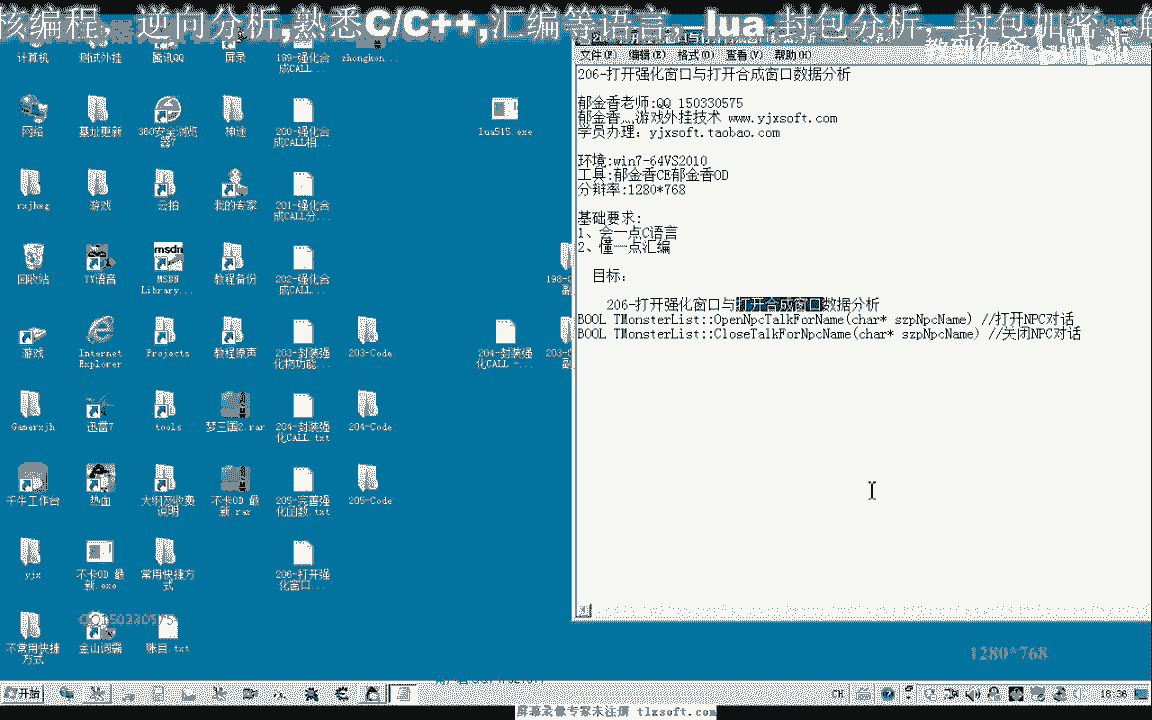 核编程，逆向分析,熟悉C/C++,汇编等语言,—lua,封包分析,—封包加密
文件(F) 编辑(E) 格式(O) 查看(V) 帮助(H)
206-打开强化窗口与打开合成窗口数据分析
郁金香老师:QQ 150330575
郁金香灬游戏外挂技术 www.yjxsoft.com
学员办理: yjxsoft.taobao.com
环境:win7-64VS2010
工具:郁金香CE郁金香OD
分辩率:1280*768
基础要求:
1、会一点C语言
2、懂一点汇编
目标:
206-打开强化窗口与打开合成窗口数据分析
BOOL TMonsterList::OpenNpcTalkForName(char* szpNpcName) //打开NPC对话
BOOL TMonsterList::CloseTalkForNpcName(char* szpNpcName) //关闭NPC对话
计算机 测试外挂 腾讯QQ 199-强化合成CALL... zhongkon...
网络 基址更新 360安全浏览器7 神途 200-强化合成CALL相... lua515.exe
rxjhsg 游戏 云拍 我的专家 201-强化合成CALL分...
回收站 YY语音 MSDN Library... 教程备份 202-强化合成CALL...
游戏 Internet Explorer Projects 教程原声 203-封装强化物功能... 203-Code 204-封装强化CALL -...
Gamerxjh 迅雷7 tools 梦三国2.rar 204-封装强化CALL.txt 204-Code
千牛工作台 热血 大纲及收费说明 不卡OD 最新.rar 205-完善强化函数.txt 205-Code
yjx 不卡OD 最新.exe 常用快捷方式 206-打开强化窗口...
QQ150330575
不常用快捷方式 金山词霸 账目.txt
1280*768
开始 CH 18:36
屏幕录像专家未注册 tlxsoft.com